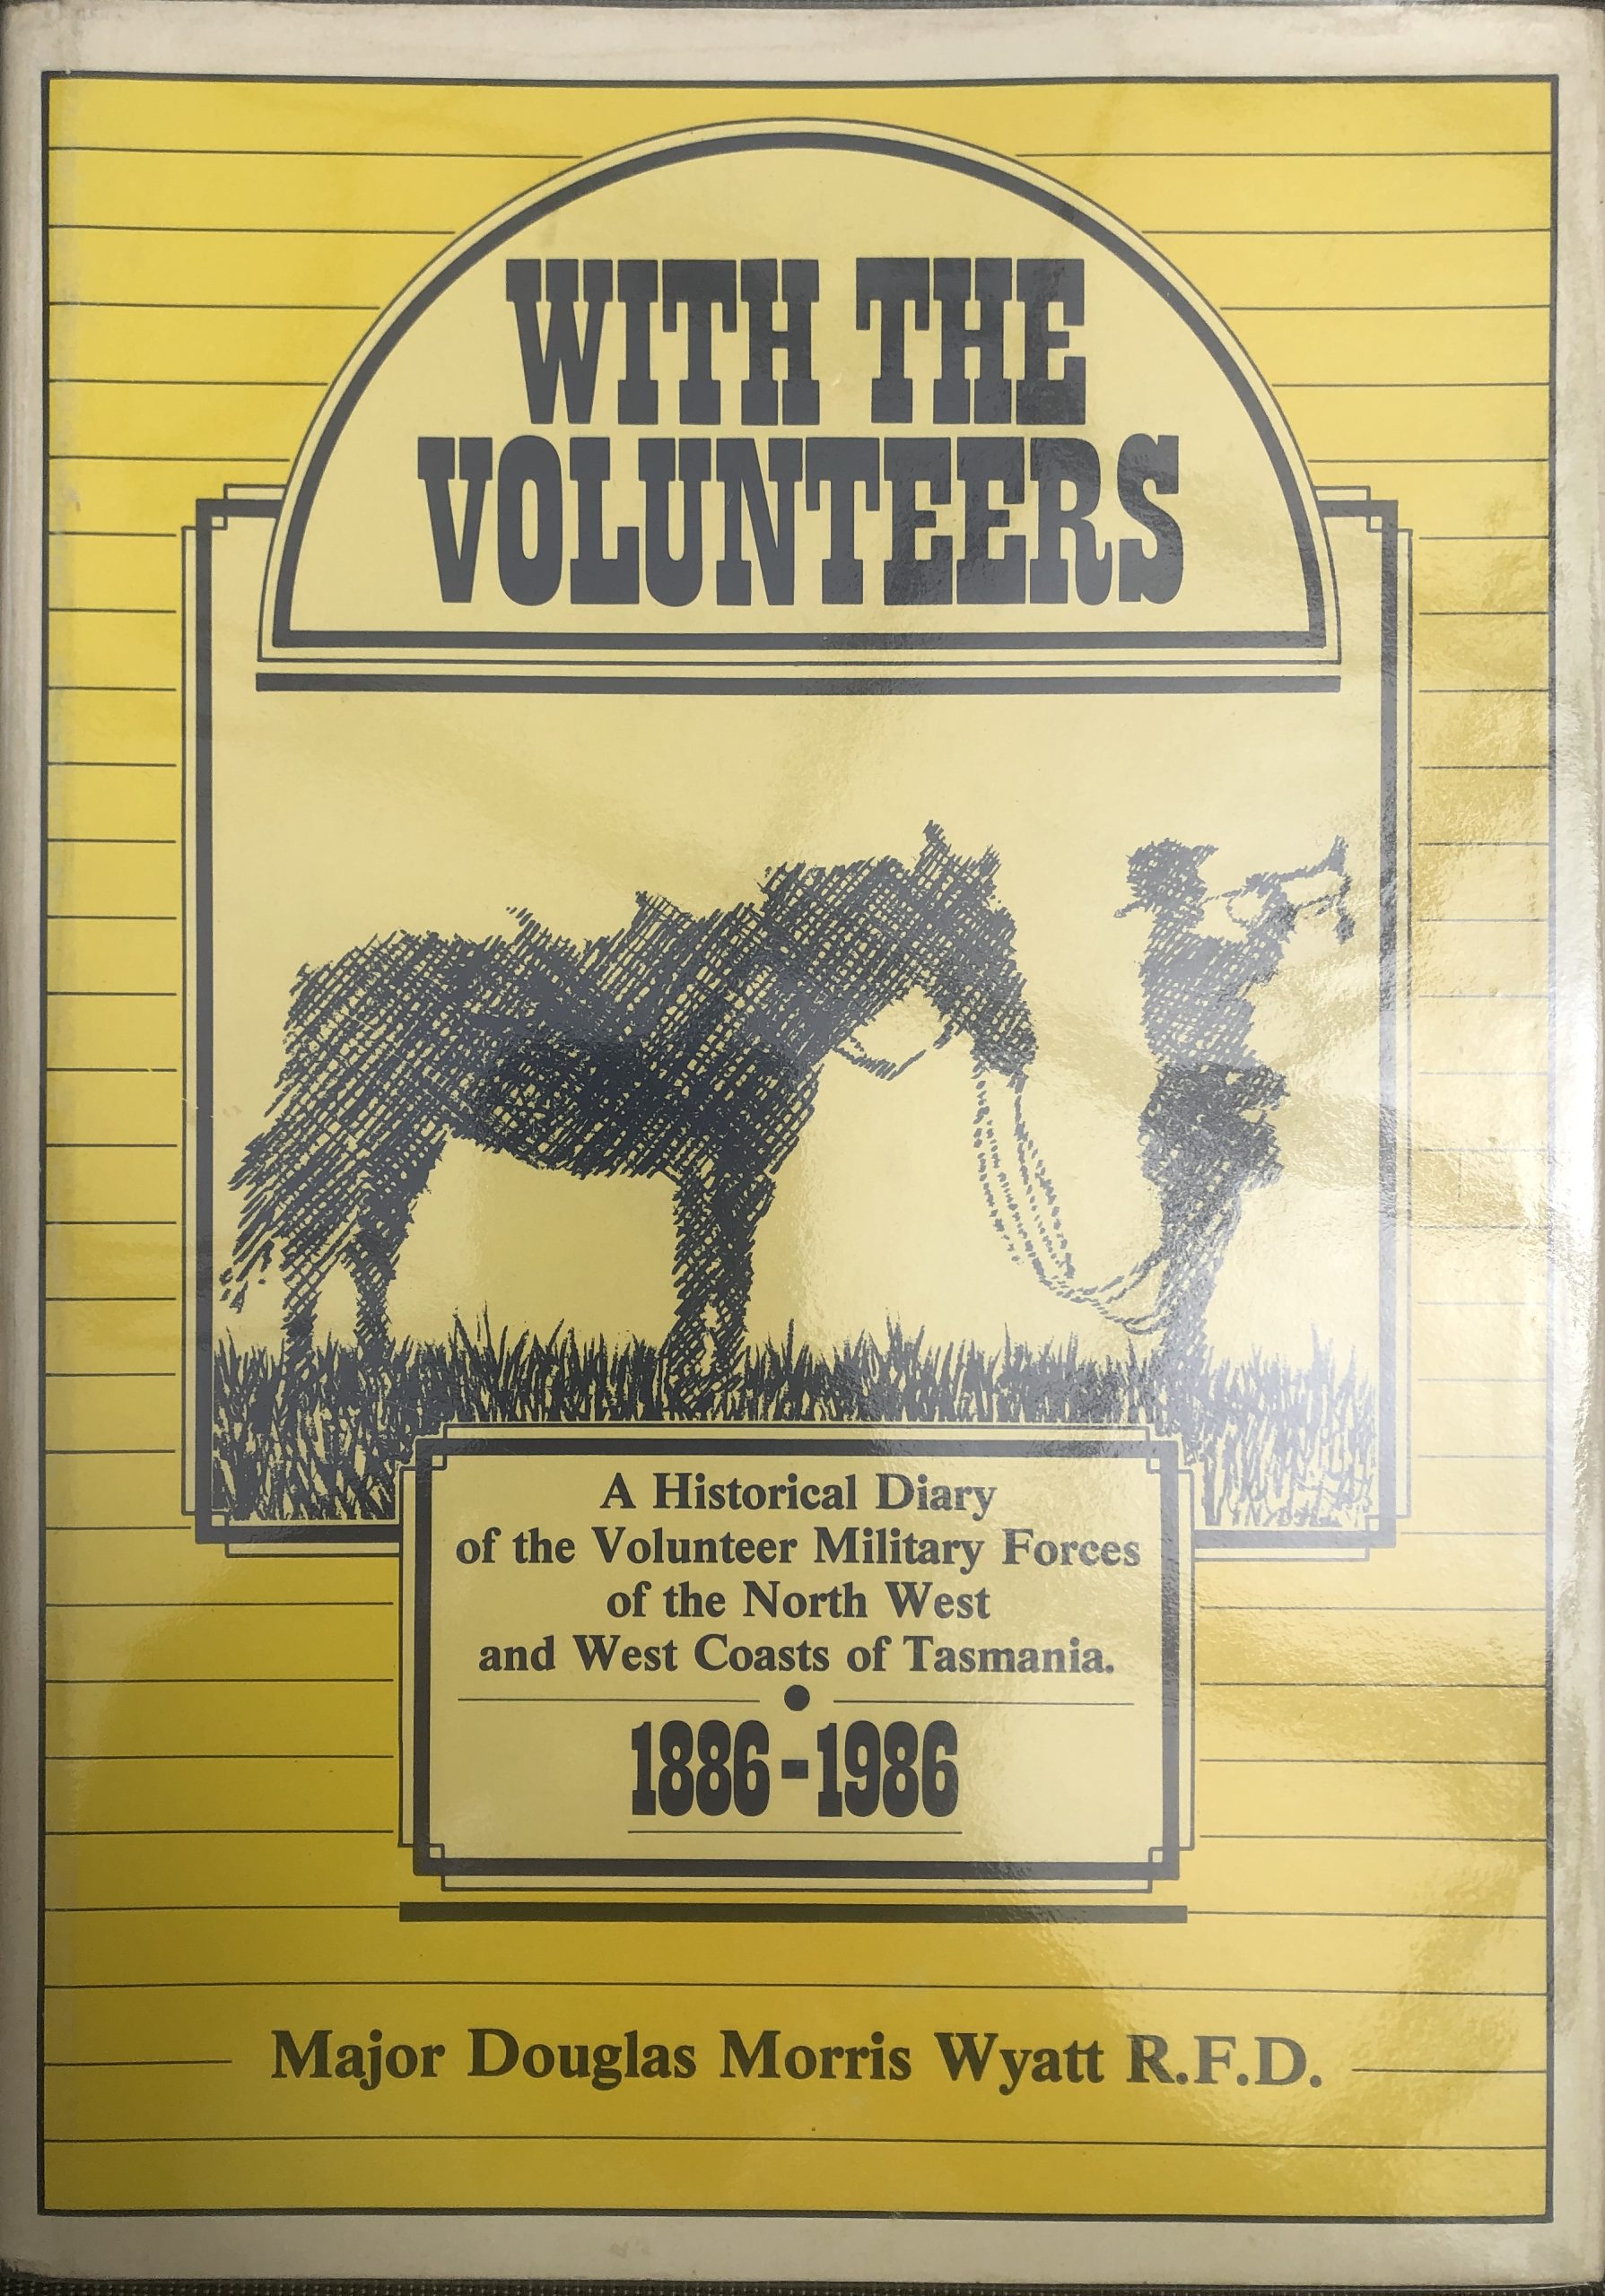 WITH THE
VOLUNTEERS
A Historical Diary
of the Volunteer Military Forces
of the North West
and West Coasts of Tasmania.
1886-1986
Major Douglas Morris Wyatt R.F.D.